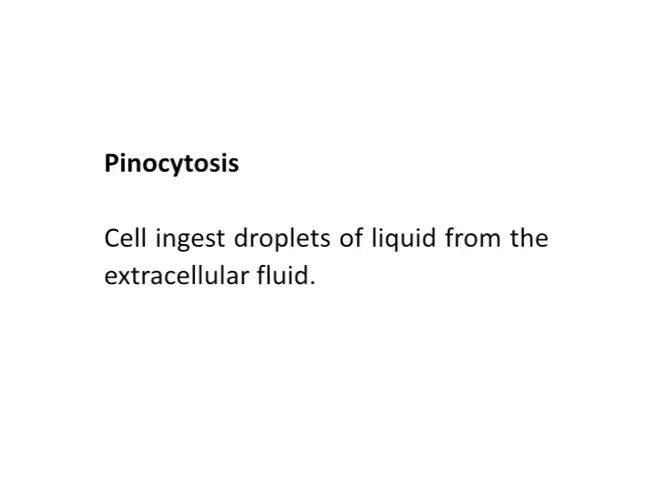 Pinocytosis
Cell ingest droplets of liquid from the
extracellular fluid.